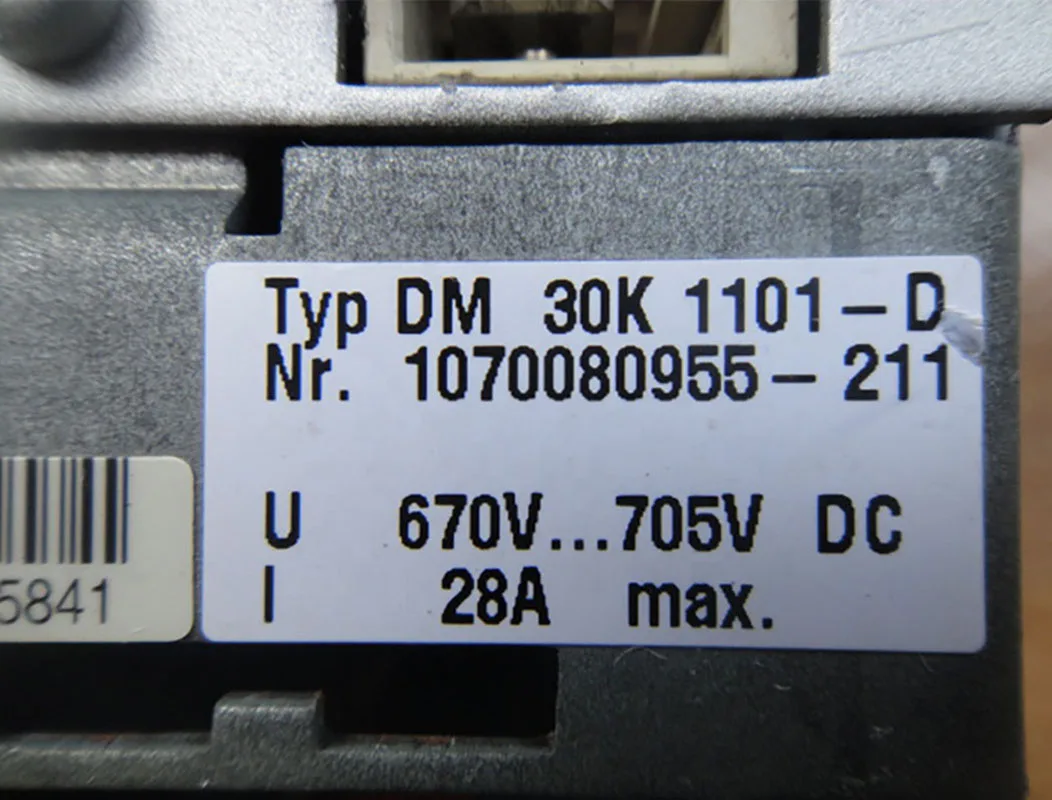 Typ DM 30K 1101 – D
Nr. 1070080955 – 211
U 670V...705V DC
I 28A max.
5841